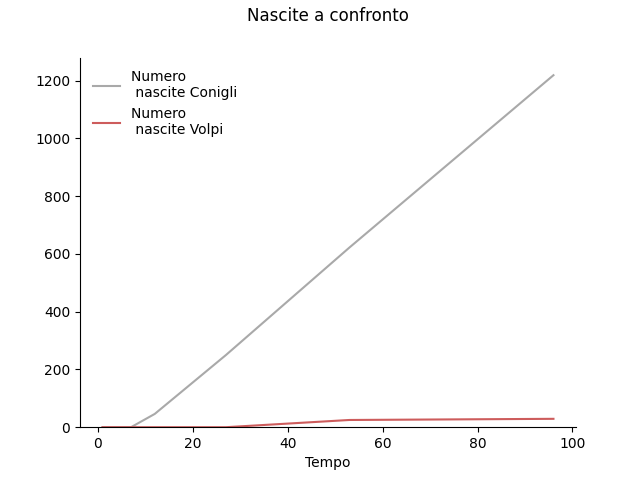 Nascite a confronto
Numero
nascite Conigli
Numero
nascite Volpi
1200
1000
800
600
400
200
0
0 20 40 60 80 100
Tempo